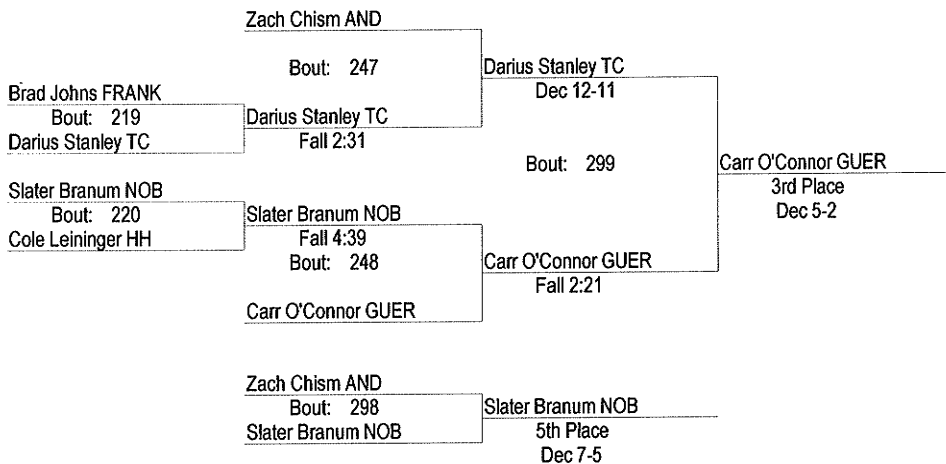 Zach Chism AND
Bout: 247
Darius Stanley TC
Dec 12-11
Brad Johns FRANK
Bout: 219
Darius Stanley TC
Darius Stanley TC
Fall 2:31
Bout: 299
Carr O'Connor GUER
3rd Place
Dec 5-2
Slater Branum NOB
Bout: 220
Cole Leininger HH
Slater Branum NOB
Fall 4:39
Bout: 248
Carr O'Connor GUER
Fall 2:21
Carr O'Connor GUER
Zach Chism AND
Bout: 298
Slater Branum NOB
Slater Branum NOB
5th Place
Dec 7-5